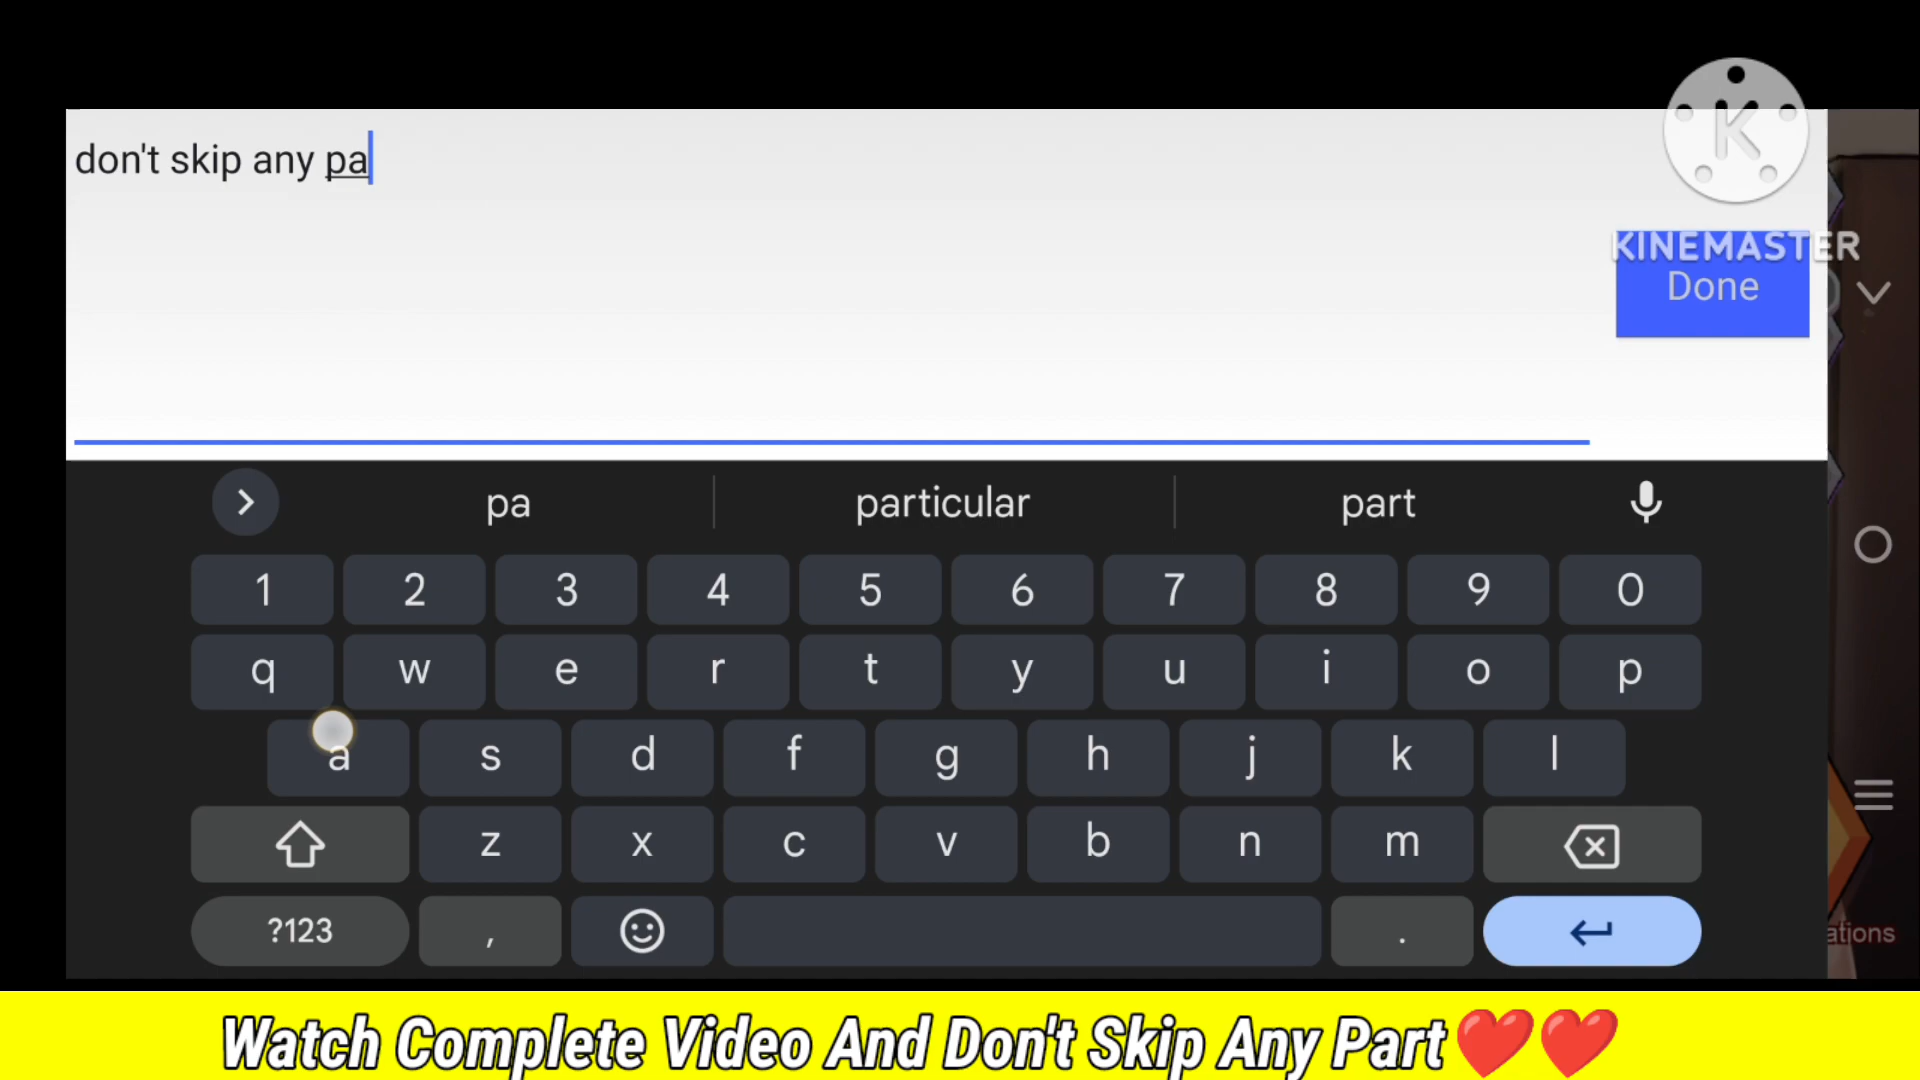 don't skip any pa
K
KINEMASTER
Done
pa particular part
1 2 3 4 5 6 7 8 9 0
q w e r t y u i o p
a s d f g h j k l
z x c v b n m
?123 , .
ations
Watch Complete Video And Don't Skip Any Part❤️❤️